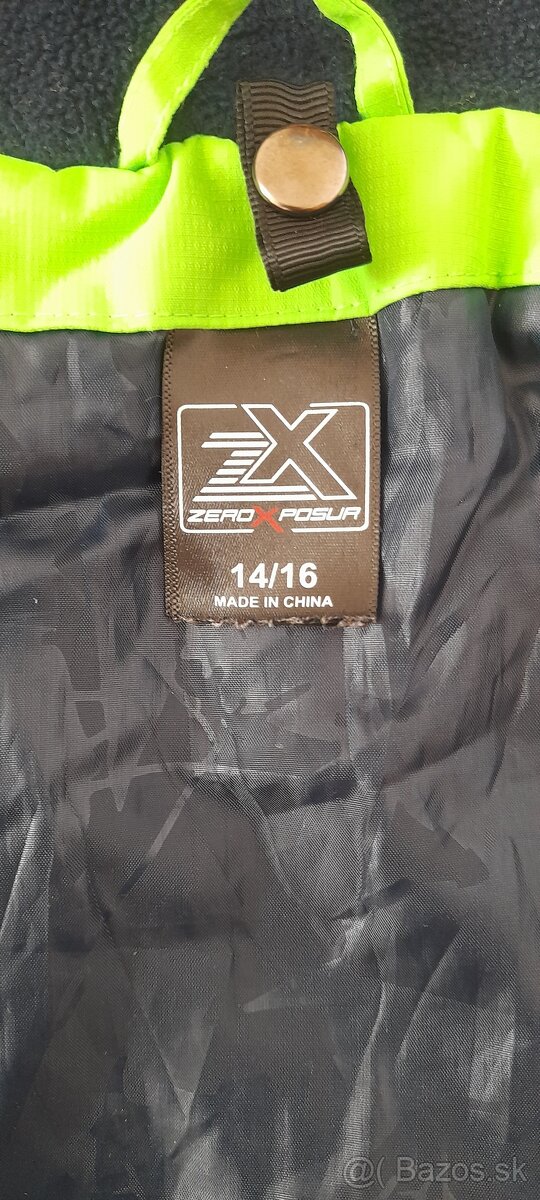 ZX
ZEROXPOSUR
14/16
MADE IN CHINA
@( Bazos.sk